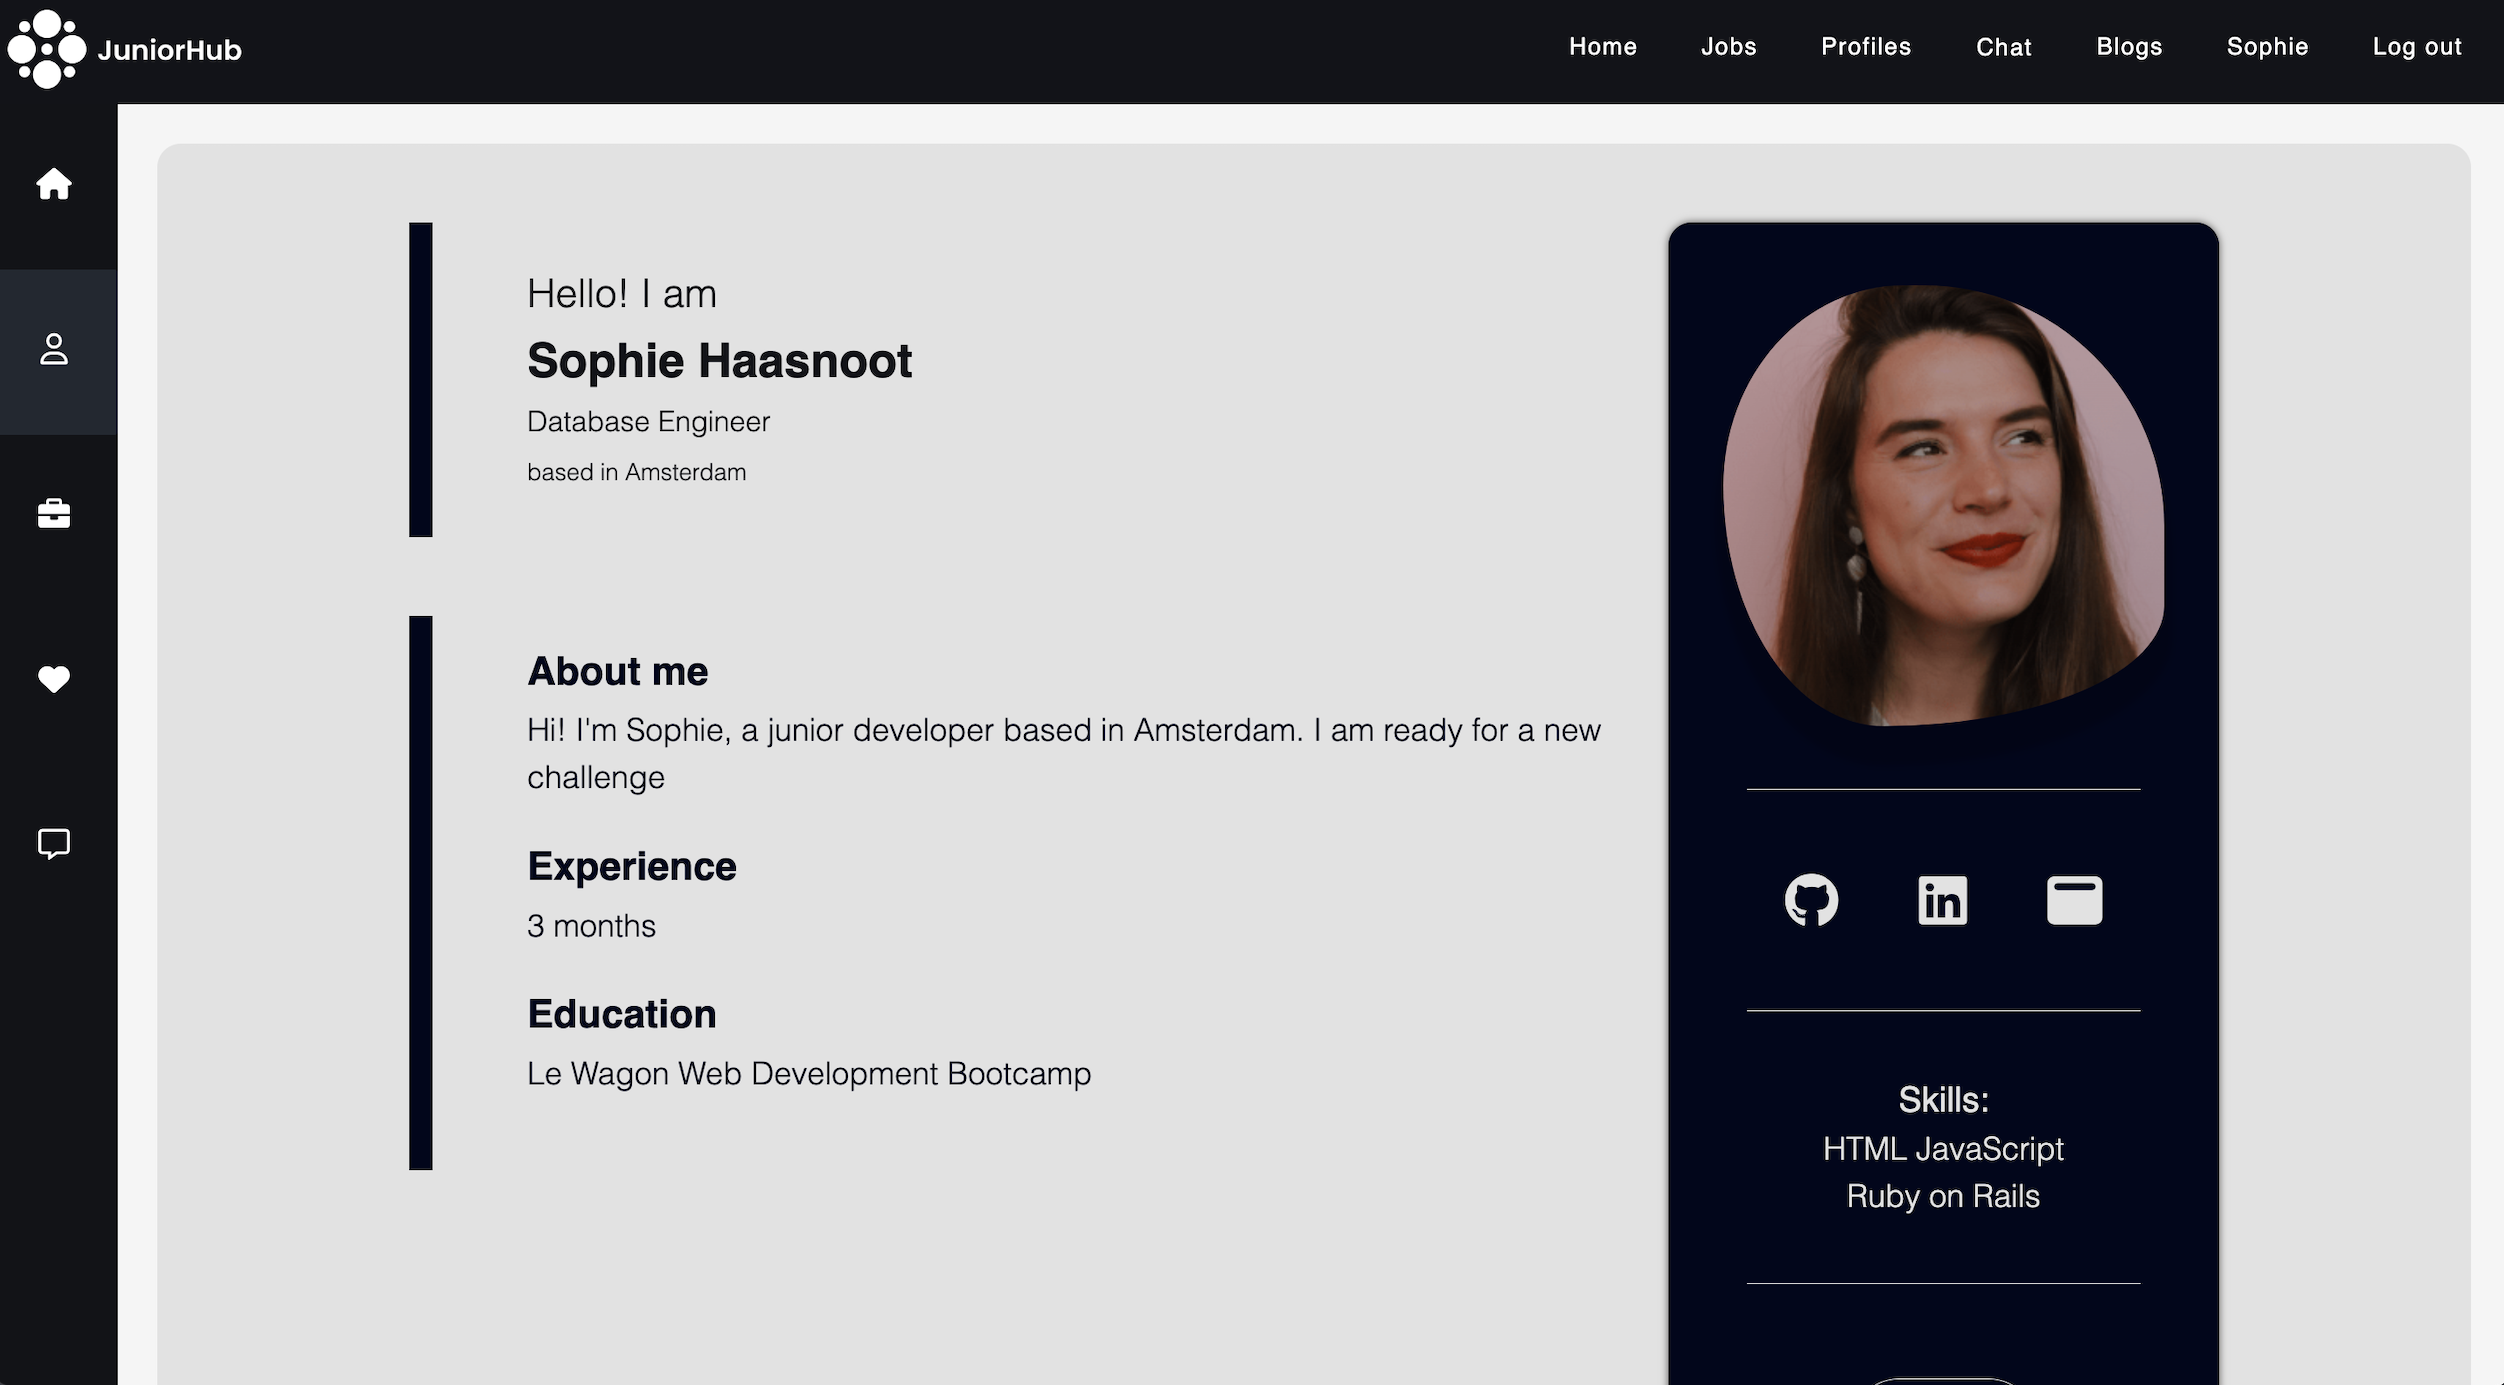 JuniorHub
Home Jobs Profiles Chat Blogs Sophie Log out
Hello! I am
Sophie Haasnoot
Database Engineer
based in Amsterdam
About me
Hi! I'm Sophie, a junior developer based in Amsterdam. I am ready for a new
challenge
Experience
3 months
Education
Le Wagon Web Development Bootcamp
in
Skills:
HTML JavaScript
Ruby on Rails